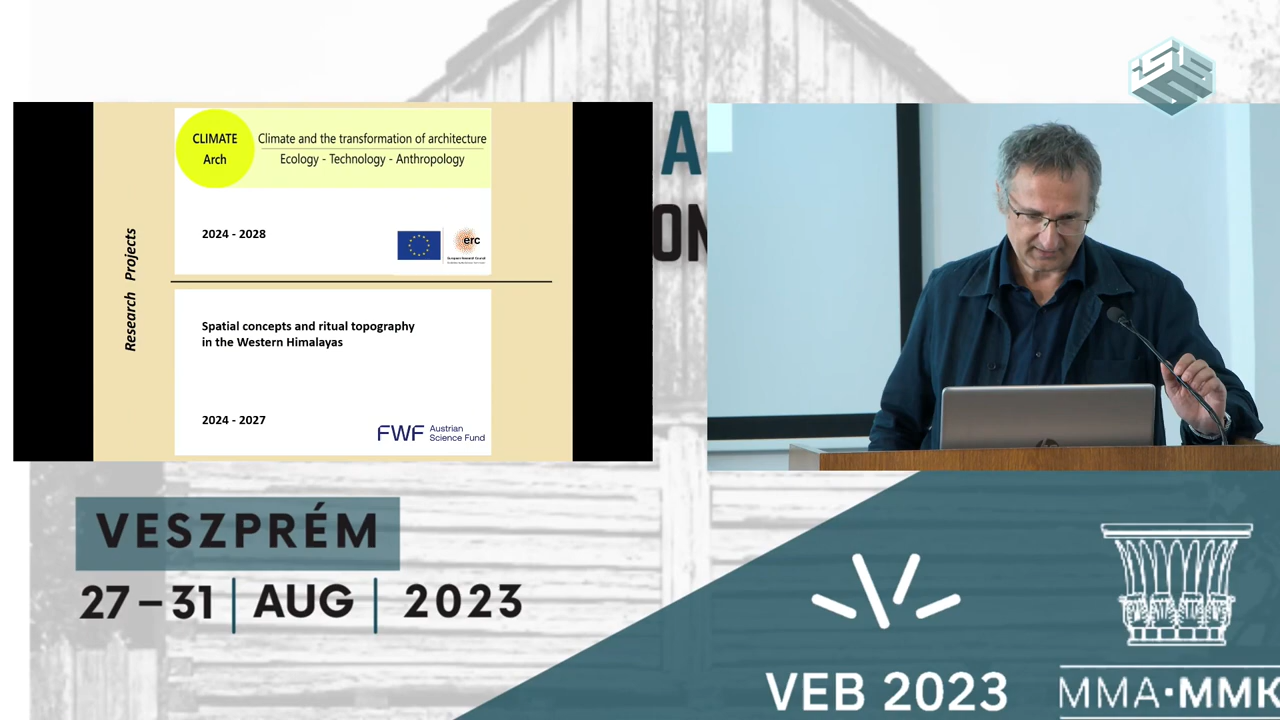 CLIMATE
Arch
Climate and the transformation of architecture
Ecology - Technology - Anthropology
2024 - 2028
erc
Research Projects
Spatial concepts and ritual topography
in the Western Himalayas
2024 - 2027
FWF Austrian
Science Fund
A
ON
VESZPRÉM
27 – 31 | AUG | 2023
VEB 2023
MMA·MMK